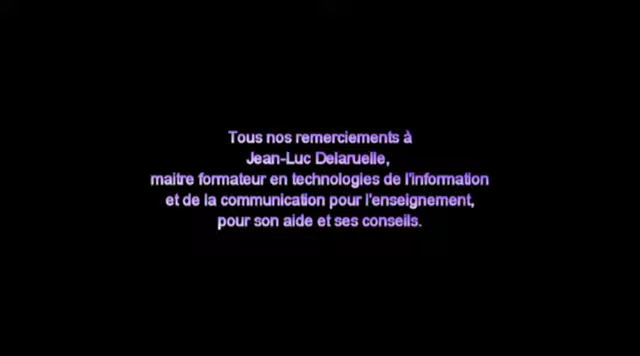 Tous nos remerciements à
Jean-Luc Delaruelle,
maitre formateur en technologies de l'information
et de la communication pour l'enseignement,
pour son aide et ses conseils.